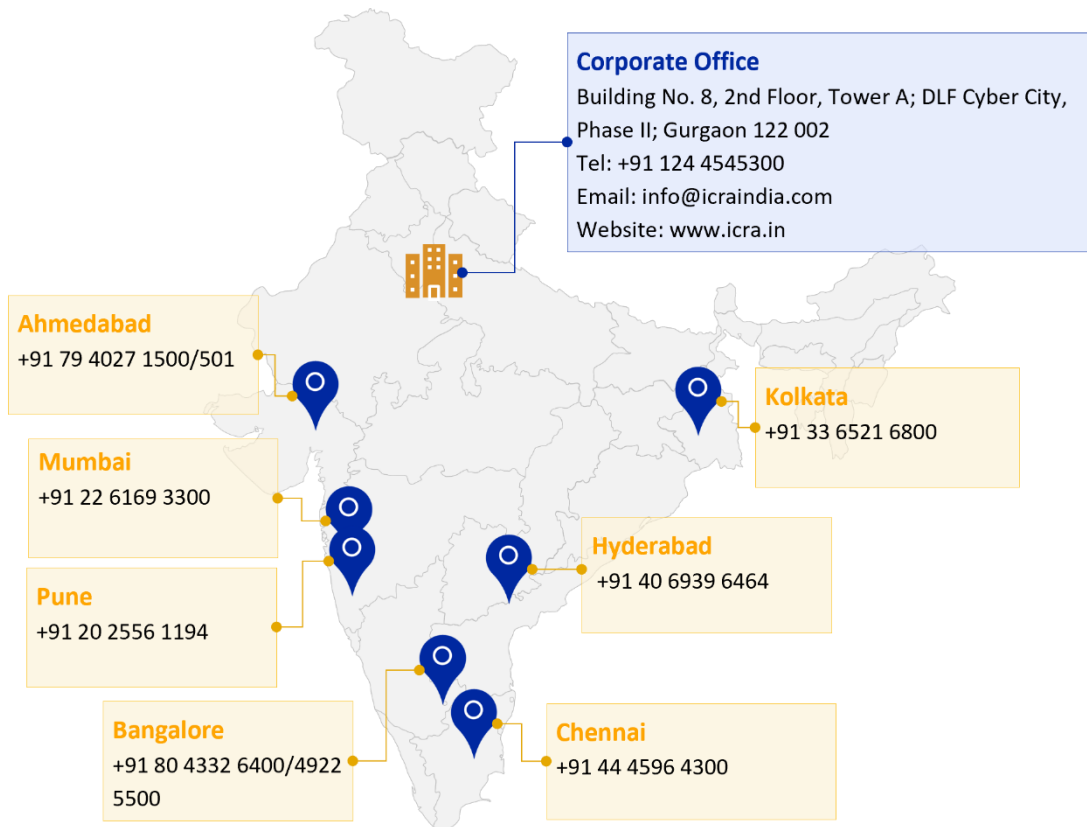 Corporate Office
Building No. 8, 2nd Floor, Tower A; DLF Cyber City,
Phase II; Gurgaon 122 002
Tel: +91 124 4545300
Email: info@icraindia.com
Website: www.icra.in
Ahmedabad
+91 79 4027 1500/501
Kolkata
+91 33 6521 6800
Mumbai
+91 22 6169 3300
Hyderabad
+91 40 6939 6464
Pune
+91 20 2556 1194
Bangalore
+91 80 4332 6400/4922
5500
Chennai
+91 44 4596 4300